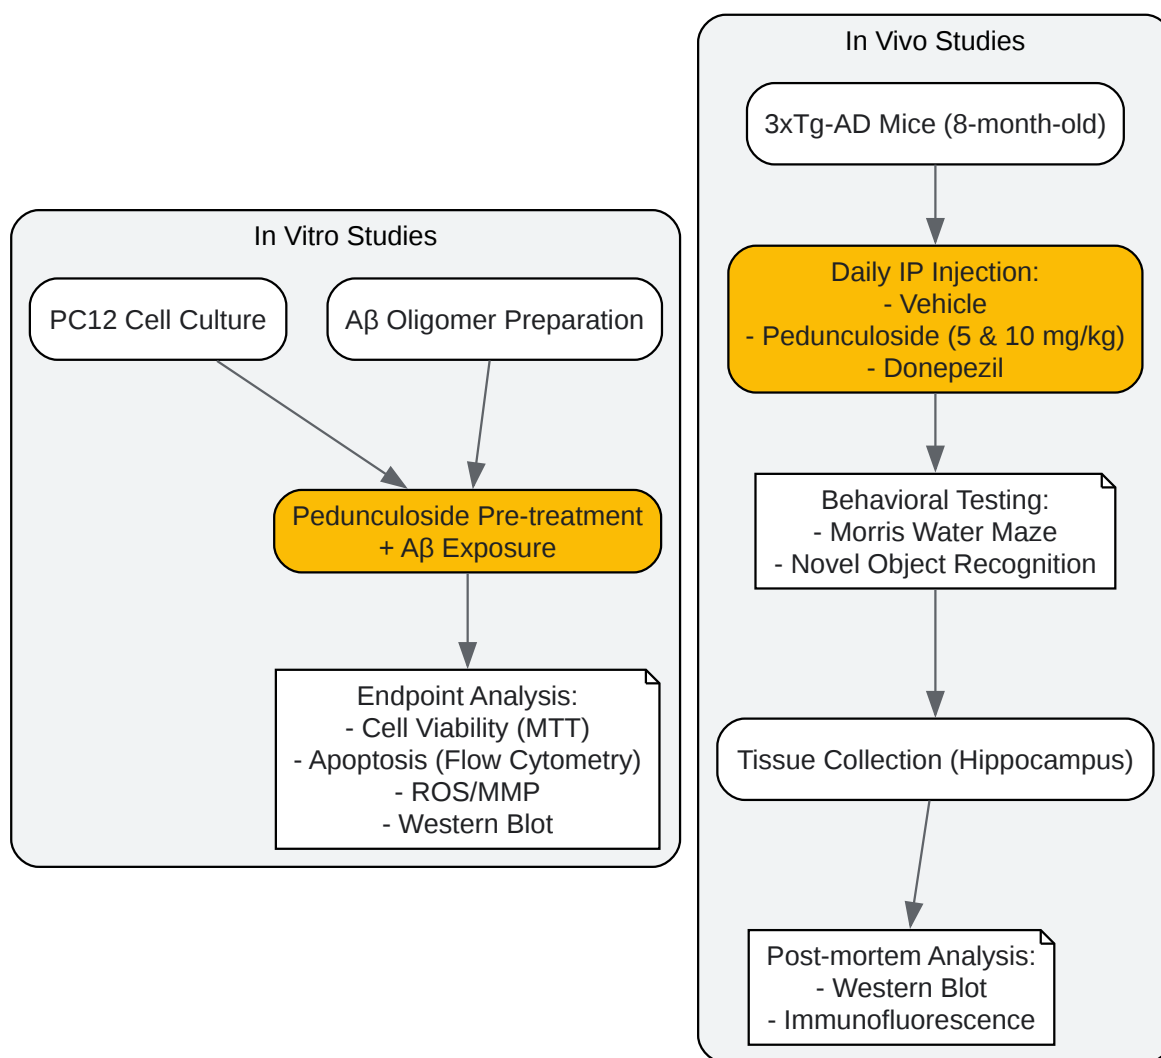 In Vitro Studies
PC12 Cell Culture
Aβ Oligomer Preparation
Pedunculoside Pre-treatment
+ Aβ Exposure
Endpoint Analysis:
- Cell Viability (MTT)
- Apoptosis (Flow Cytometry)
- ROS/MMP
- Western Blot
In Vivo Studies
3xTg-AD Mice (8-month-old)
Daily IP Injection:
- Vehicle
- Pedunculoside (5 & 10 mg/kg)
- Donepezil
Behavioral Testing:
- Morris Water Maze
- Novel Object Recognition
Tissue Collection (Hippocampus)
Post-mortem Analysis:
- Western Blot
- Immunofluorescence